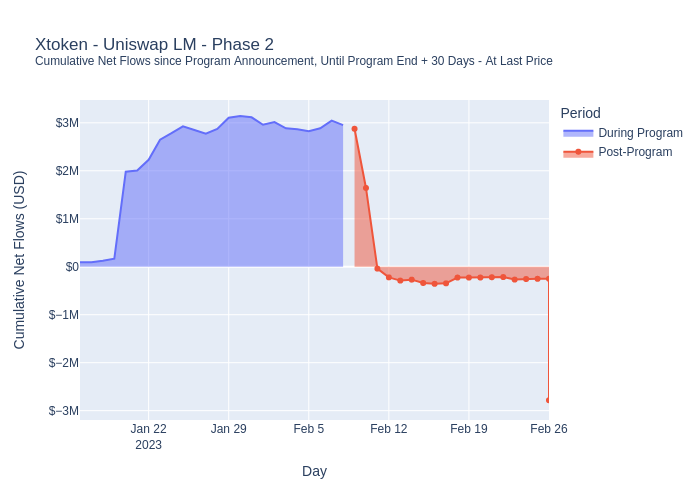 Xtoken - Uniswap LM - Phase 2
Cumulative Net Flows since Program Announcement, Until Program End + 30 Days - At Last Price
Period
During Program
Post-Program
Cumulative Net Flows (USD)
$3M
$2M
$1M
$0
$−1M
$−2M
$−3M
Jan 22 Jan 29 Feb 5 Feb 12 Feb 19 Feb 26
2023
Day